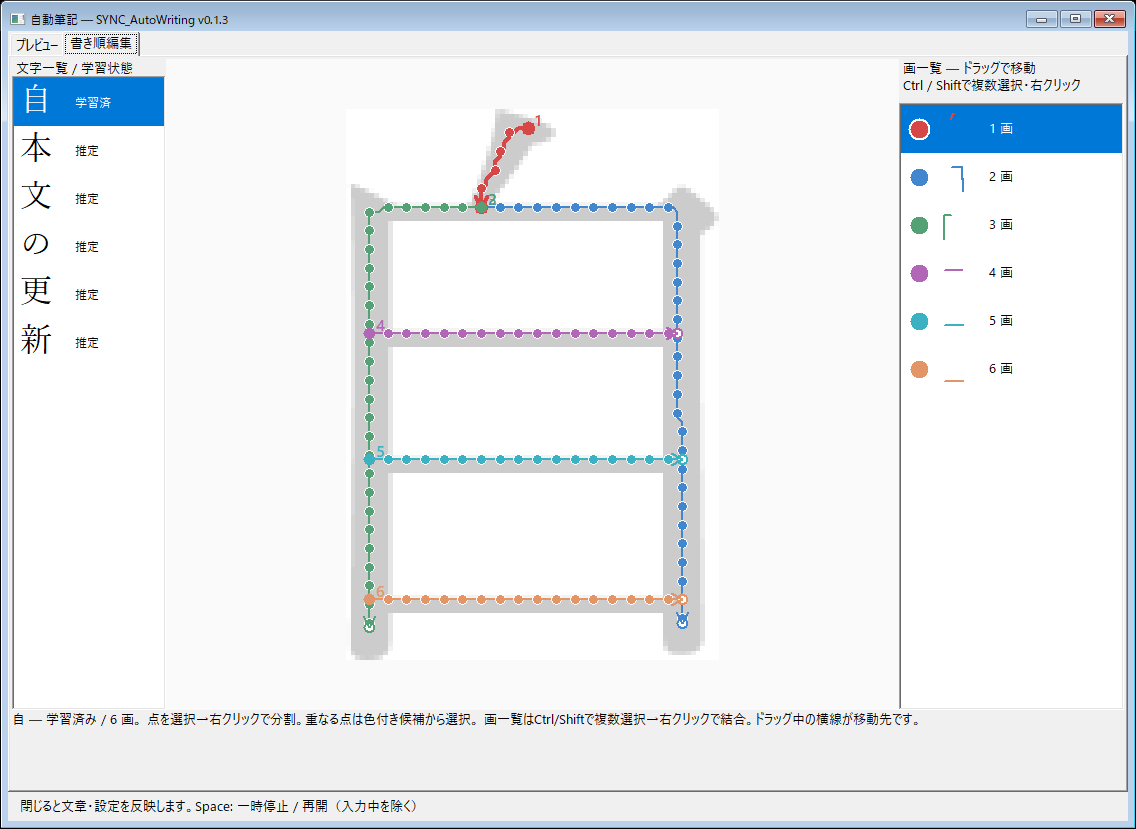 自動筆記 — SYNC_AutoWriting v0.1.3
プレビュー 書き順編集
文字一覧 / 学習状態
自 学習済
本 推定
文 推定
の 推定
更 推定
新 推定
1
2
4
5
6
画一覧 — ドラッグで移動
Ctrl / Shiftで複数選択・右クリック
1 画
2 画
3 画
4 画
5 画
6 画
自 — 学習済み / 6 画。 点を選択→右クリックで分割。重なる点は色付き候補から選択。 画一覧はCtrl/Shiftで複数選択→右クリックで結合。ドラッグ中の横線が移動先です。
閉じると文章・設定を反映します。Space: 一時停止 / 再開（入力中を除く）